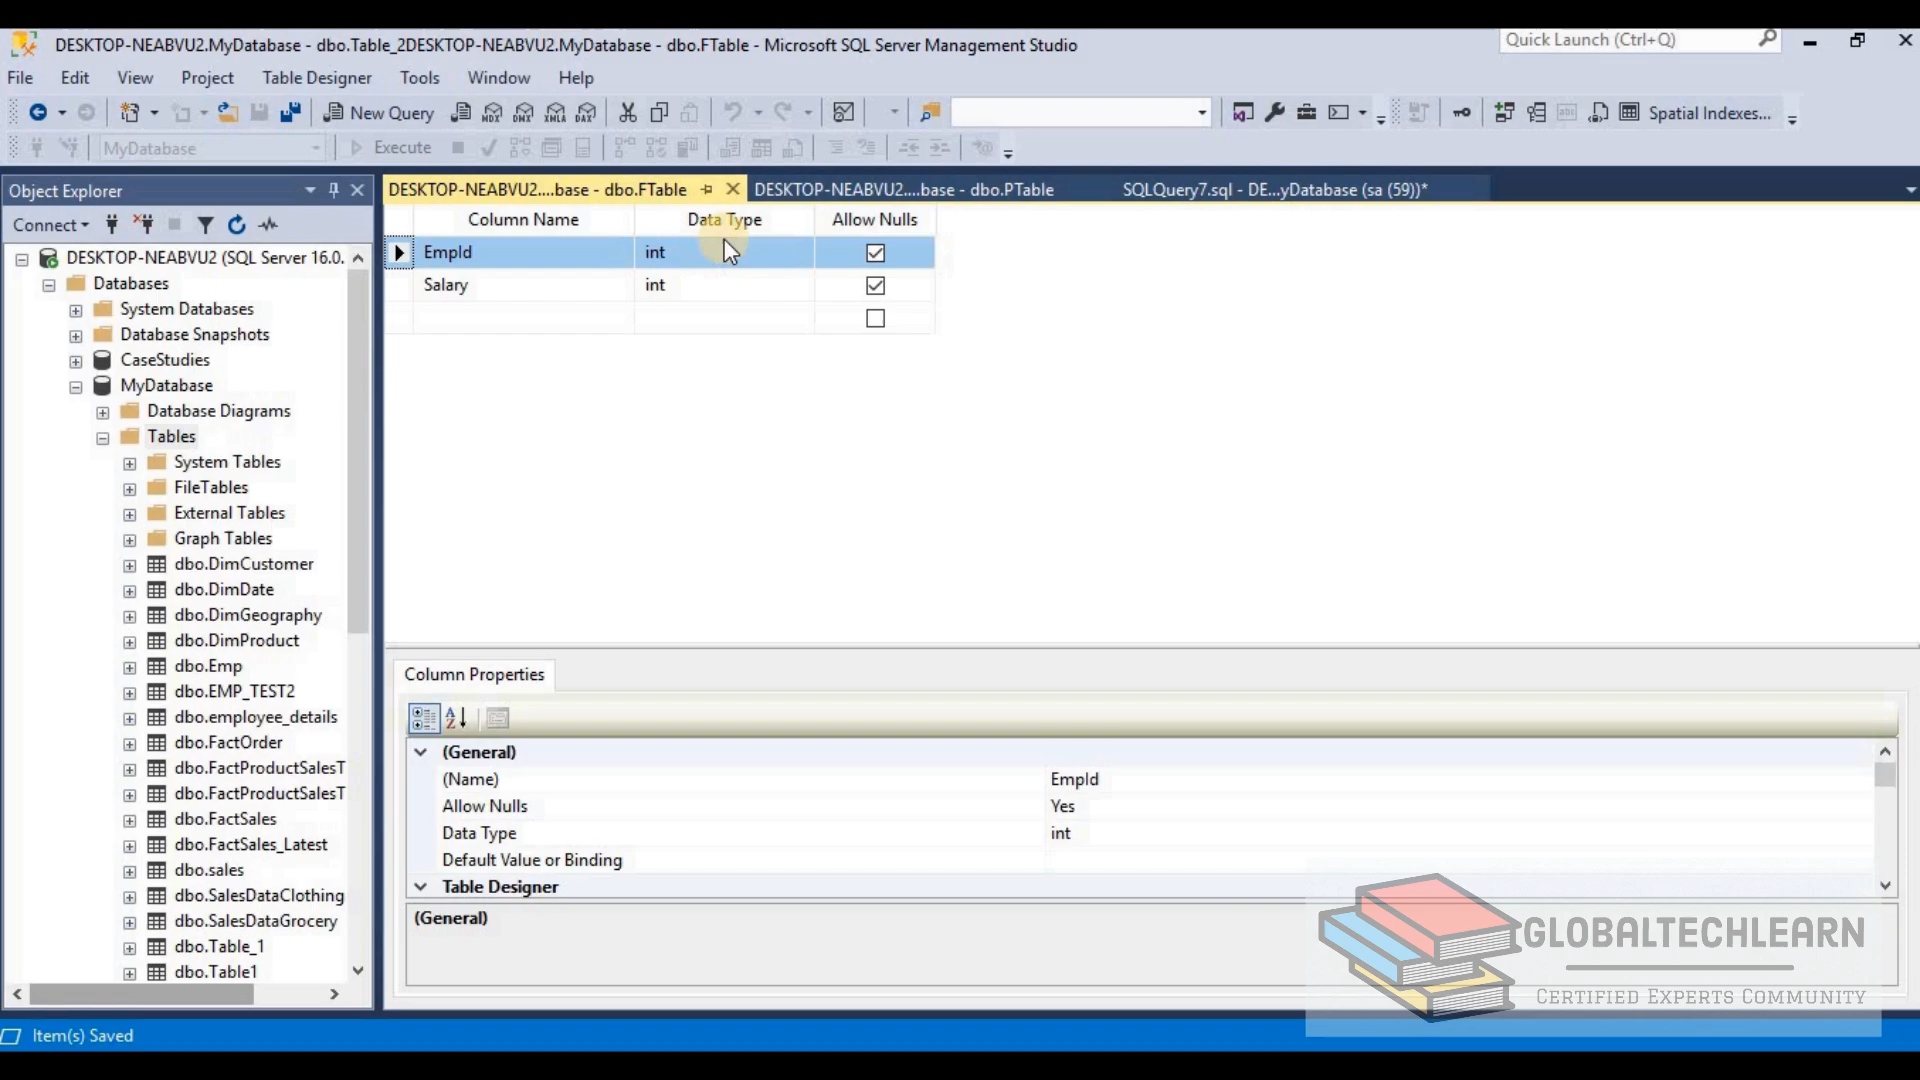 DESKTOP-NEABVU2.MyDatabase - dbo.Table_2DESKTOP-NEABVU2.MyDatabase - dbo.FTable - Microsoft SQL Server Management Studio
Quick Launch (Ctrl+Q)
File Edit View Project Table Designer Tools Window Help
New Query
MDX DMX XMLA DAX
Spatial Indexes...
MyDatabase
Execute
Object Explorer
DESKTOP-NEABVU2....base - dbo.FTable
DESKTOP-NEABVU2....base - dbo.PTable
SQLQuery7.sql - DE...yDatabase (sa (59))*
Connect
Column Name Data Type Allow Nulls
EmpId int
Salary int
DESKTOP-NEABVU2 (SQL Server 16.0.
Databases
System Databases
Database Snapshots
CaseStudies
MyDatabase
Database Diagrams
Tables
System Tables
FileTables
External Tables
Graph Tables
dbo.DimCustomer
dbo.DimDate
dbo.DimGeography
dbo.DimProduct
dbo.Emp
dbo.EMP_TEST2
dbo.employee_details
dbo.FactOrder
dbo.FactProductSalesT
dbo.FactProductSalesT
dbo.FactSales
dbo.FactSales_Latest
dbo.sales
dbo.SalesDataClothing
dbo.SalesDataGrocery
dbo.Table_1
dbo.Table1
Column Properties
(General)
(Name) EmpId
Allow Nulls Yes
Data Type int
Default Value or Binding
Table Designer
(General)
GLOBALTECHLEARN
CERTIFIED EXPERTS COMMUNITY
Item(s) Saved